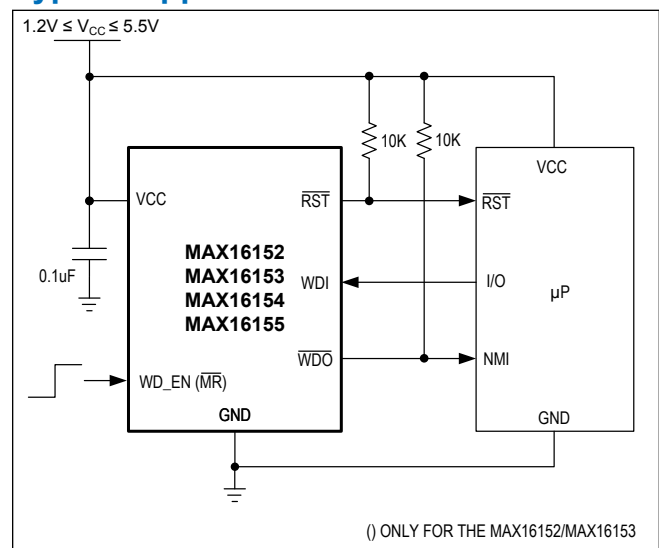 1.2V ≤ VCC ≤ 5.5V
10K
10K
VCC
VCC
RST
RST
0.1uF
MAX16152
MAX16153
MAX16154
MAX16155
WDI
I/O
µP
WDO
NMI
WD_EN (MR)
GND
GND
() ONLY FOR THE MAX16152/MAX16153